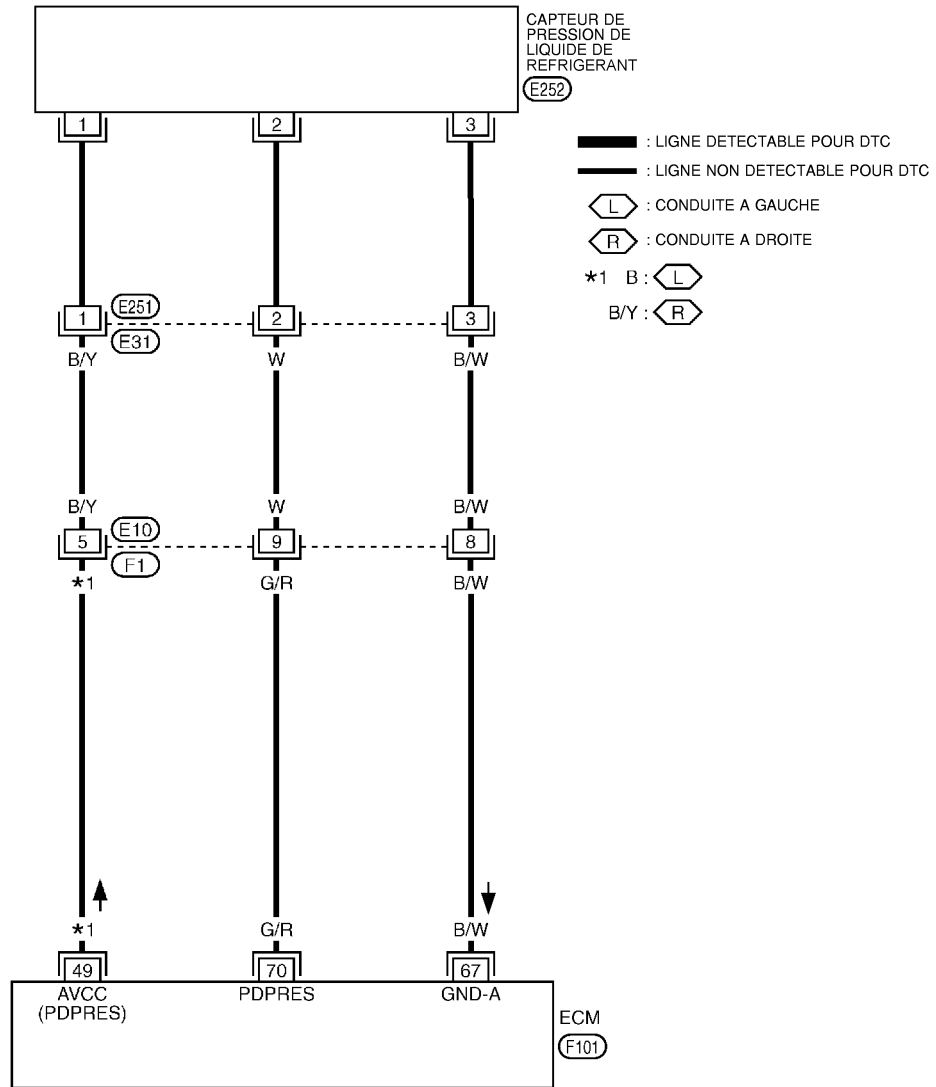 CAPTEUR DE
PRESSION DE
LIQUIDE DE
REFRIGERANT
E252
1 2 3
: LIGNE DETECTABLE POUR DTC
: LIGNE NON DETECTABLE POUR DTC
L : CONDUITE A GAUCHE
R : CONDUITE A DROITE
*1 B : L
B/Y : R
1 E251 2 3
E31
B/Y W B/W
B/Y W B/W
5 E10 9 8
F1
*1 G/R B/W
*1 G/R B/W
49 70 67
AVCC PDPRES GND-A
(PDPRES)
ECM
F101